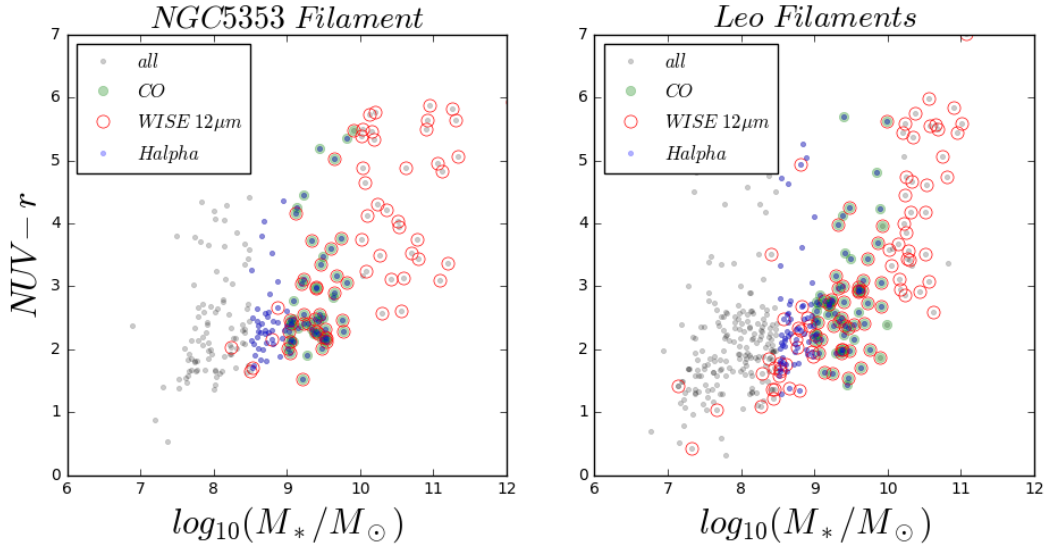 NGC5353 Filament
Leo Filaments
7
6
5
4
3
2
1
0
NUV − r
all
CO
WISE 12μm
Halpha
6 7 8 9 10 11 12
log10(M*/M⊙)
7
6
5
4
3
2
1
0
all
CO
WISE 12μm
Halpha
6 7 8 9 10 11 12
log10(M*/M⊙)